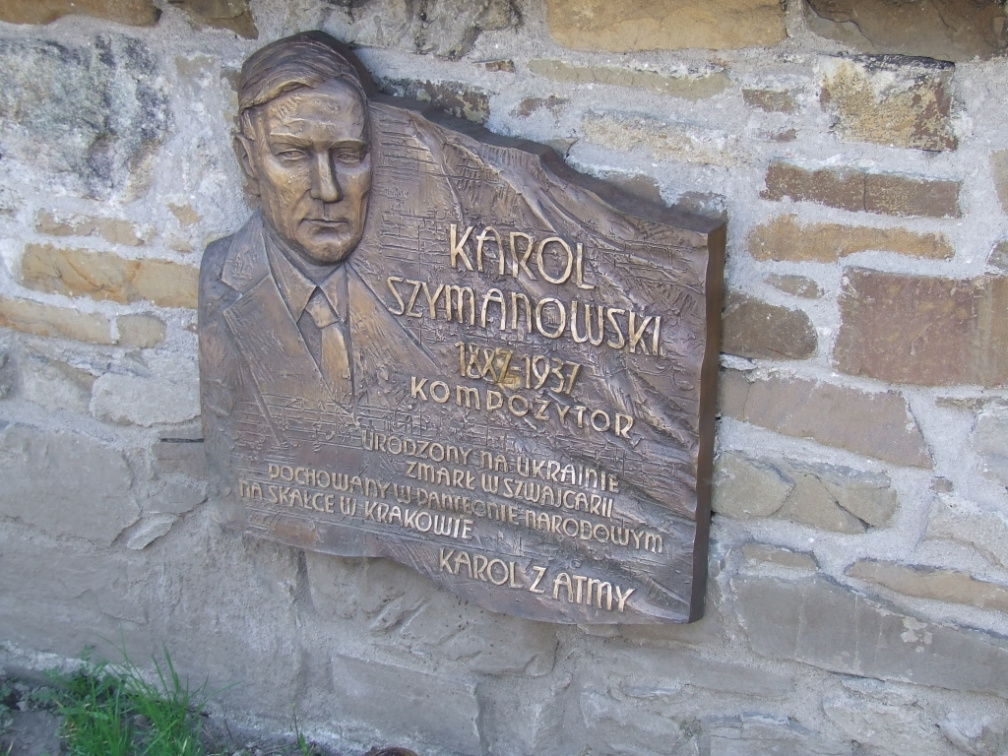 KAROL
SZYMANOWSKI
1882-1937
KOMPOZYTOR
URODZONY NA UKRAINIE
ZMARŁ W SZWAJCARII
POCHOWANY W PANTEONIE NARODOWYM
NA SKAŁCE W KRAKOWIE
KAROL Z ATMY